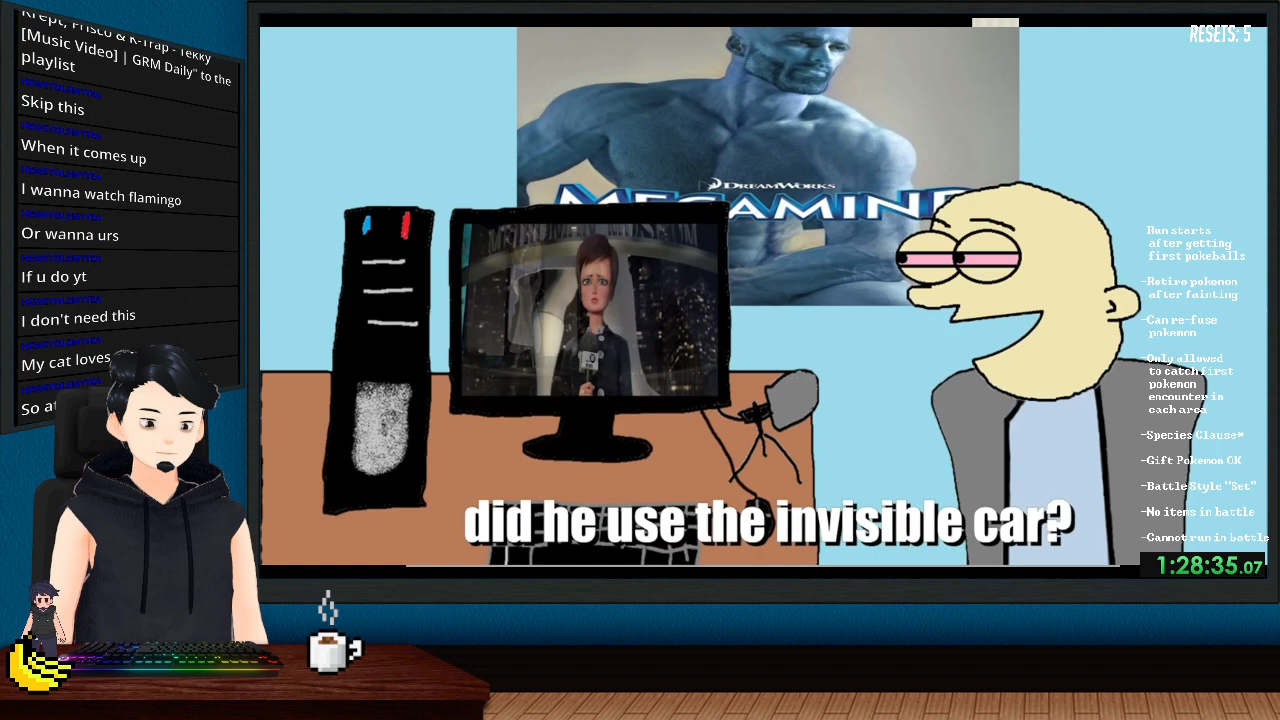 Krept, Frisco & K-Trap - Tekky
[Music Video] | GRM Daily" to the
playlist
Skip this
When it comes up
I wanna watch flamingo
Or wanna urs
If u do yt
I don't need this
My cat loves
So
RESETS: 5
DREAMWORKS
MEGAMIND
did he use the invisible car?
-Run starts
after getting
first pokeballs
-Retire pokemon
after fainting
-Can re-fuse
pokemon
-Only allowed
to catch first
pokemon
encounter in
each area
-Species Clause*
-Gift Pokemon OK
-Battle Style "Set"
-No items in battle
-Cannot run in battle
1:28:35.07